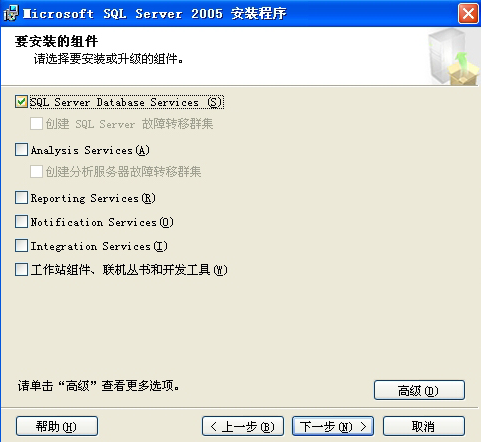 Microsoft SQL Server 2005 安装程序
要安装的组件
请选择要安装或升级的组件。
SQL Server Database Services (S)
创建 SQL Server 故障转移群集
Analysis Services(A)
创建分析服务器故障转移群集
Reporting Services(R)
Notification Services(O)
Integration Services(I)
工作站组件、联机丛书和开发工具(W)
请单击“高级”查看更多选项。
高级(D)
帮助(H)
< 上一步(B)
下一步(N) >
取消